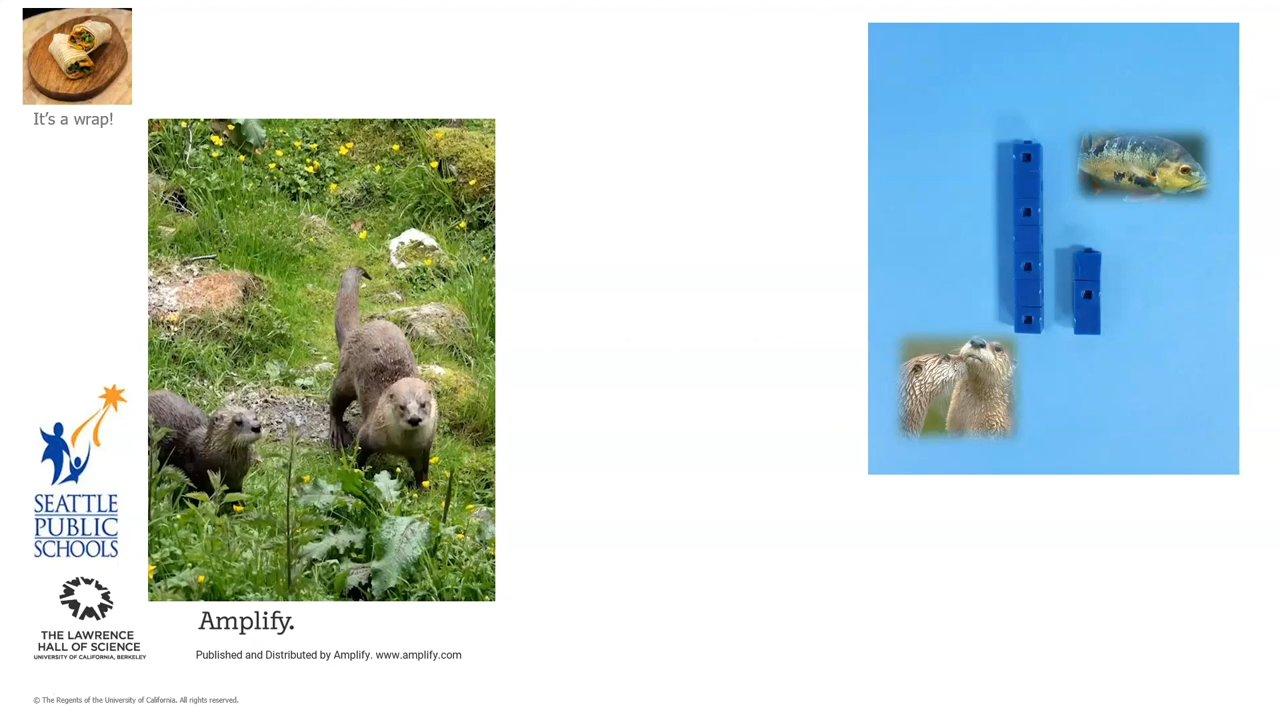 It's a wrap!
SEATTLE
PUBLIC
SCHOOLS
THE LAWRENCE
HALL OF SCIENCE
UNIVERSITY OF CALIFORNIA, BERKELEY
Amplify.
Published and Distributed by Amplify. www.amplify.com
© The Regents of the University of California. All rights reserved.